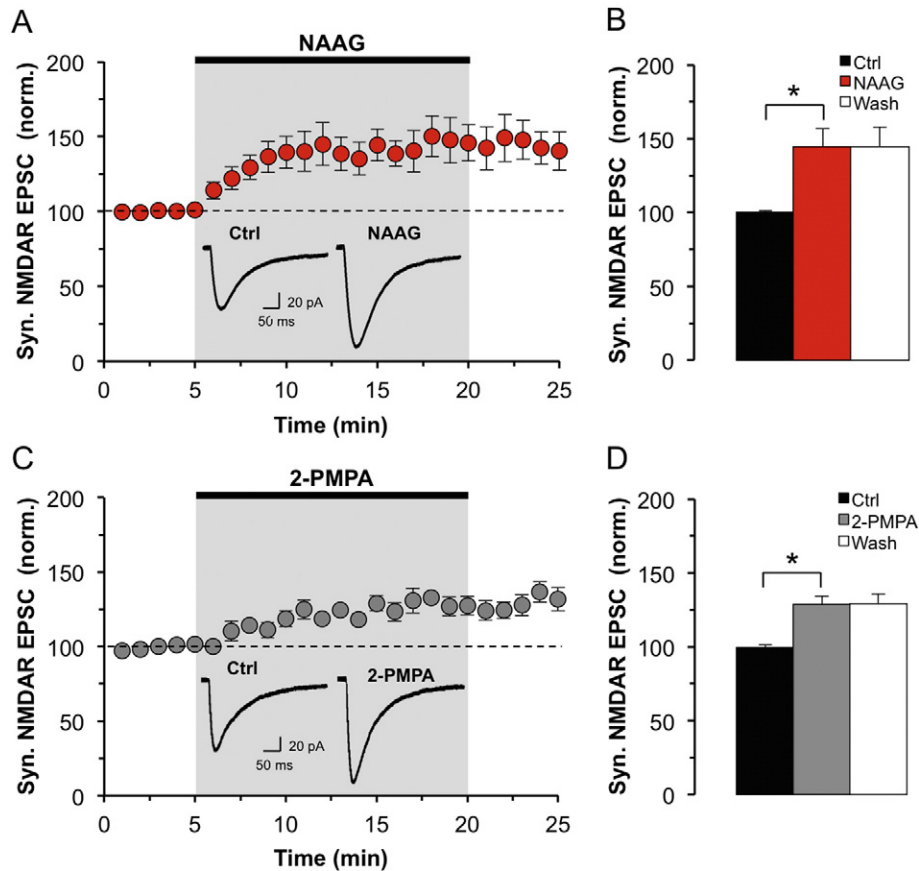 A
NAAG
Syn. NMDAR EPSC (norm.)
200
150
100
50
0
Ctrl
NAAG
20 pA
50 ms
0
5
10
15
20
25
Time (min)
B
Syn. NMDAR EPSC (norm.)
200
150
100
50
0
Ctrl
NAAG
Wash
*
C
2-PMPA
Syn. NMDAR EPSC (norm.)
200
150
100
50
0
Ctrl
2-PMPA
20 pA
50 ms
0
5
10
15
20
25
Time (min)
D
Syn. NMDAR EPSC (norm.)
200
150
100
50
0
Ctrl
2-PMPA
Wash
*